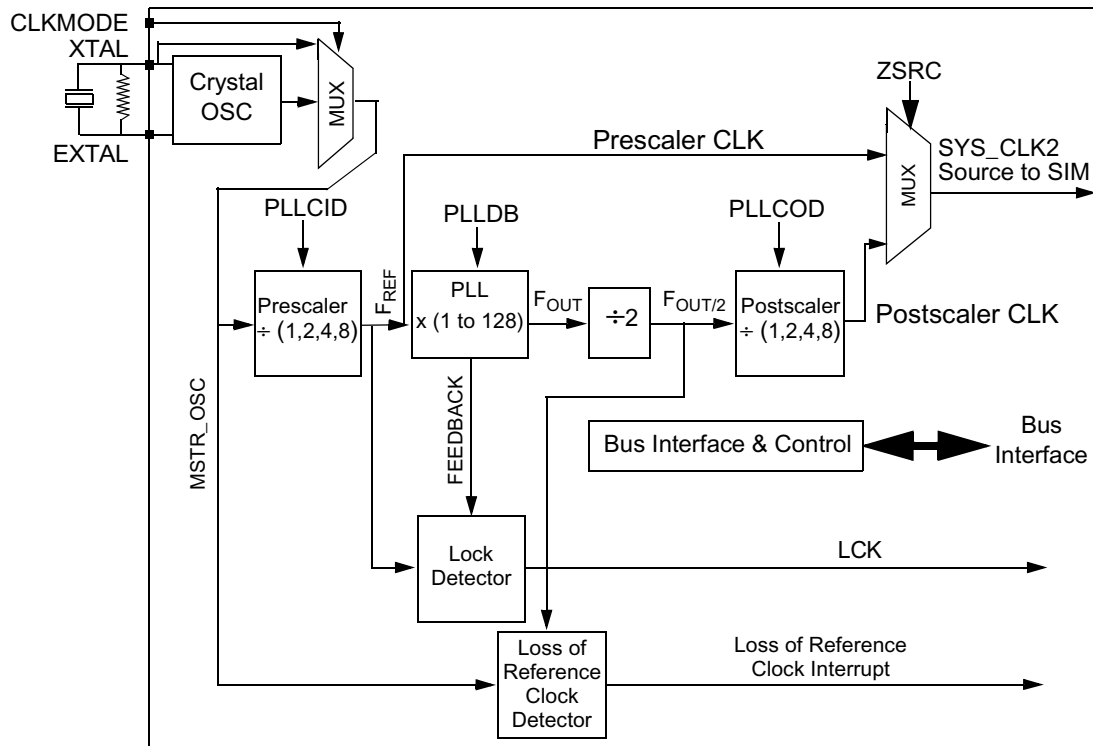 CLKMODE
XTAL
EXTAL
Crystal
OSC
MUX
ZSRC
Prescaler CLK
MUX
SYS_CLK2
Source to SIM
PLLCID
PLLDB
PLLCOD
Prescaler
÷ (1,2,4,8)
FREF
PLL
x (1 to 128)
FOUT
÷2
FOUT/2
Postscaler
÷ (1,2,4,8)
Postscaler CLK
MSTR_OSC
FEEDBACK
Bus Interface & Control
Bus
Interface
Lock
Detector
LCK
Loss of
Reference
Clock
Detector
Loss of Reference
Clock Interrupt